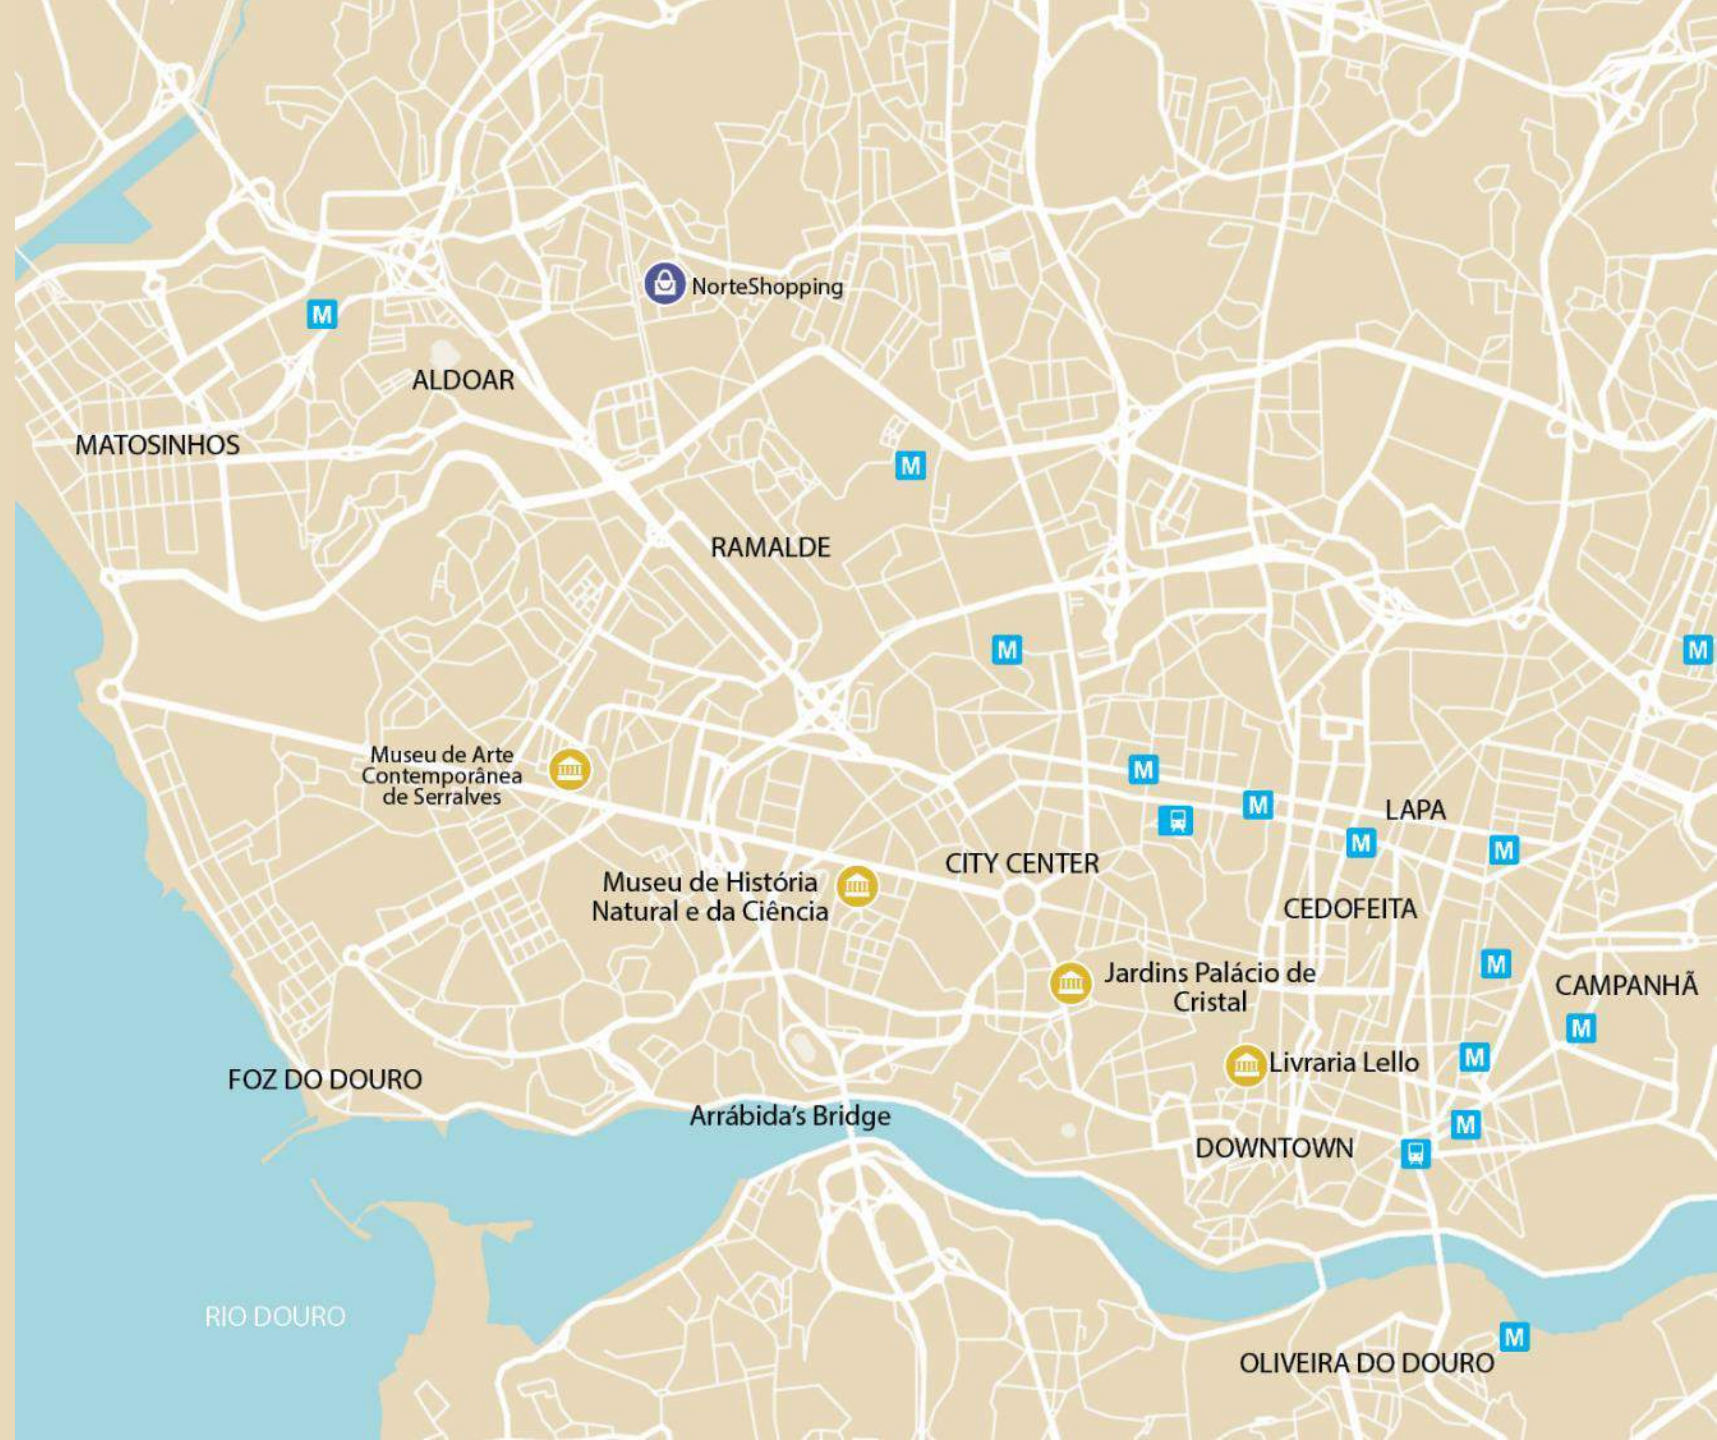 NorteShopping
M
ALDOAR
MATOSINHOS
M
RAMALDE
M
M
Museu de Arte
Contemporânea
de Serralves
M
M
LAPA
M
M
CITY CENTER
Museu de História
Natural e da Ciência
CEDOFEITA
M
Jardins Palácio de
Cristal
CAMPANHÃ
M
M
Livraria Lello
FOZ DO DOURO
Arrábida's Bridge
M
DOWNTOWN
RIO DOURO
M
OLIVEIRA DO DOURO